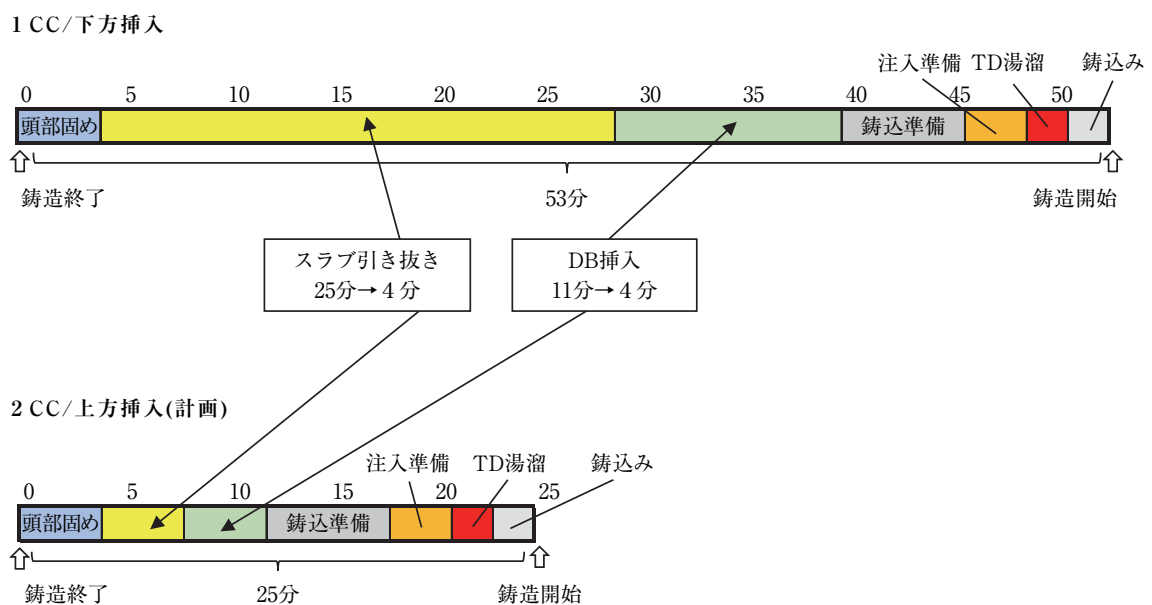 1 CC/下方挿入
注入準備 TD湯溜 鋳込み
0 5 10 15 20 25 30 35 40 45 50
頭部固め 鋳込準備
鋳造終了 53分 鋳造開始
スラブ引き抜き
25分→4分
DB挿入
11分→4分
2 CC/上方挿入(計画)
注入準備 TD湯溜 鋳込み
0 5 10 15 20 25
頭部固め 鋳込準備
鋳造終了 25分 鋳造開始